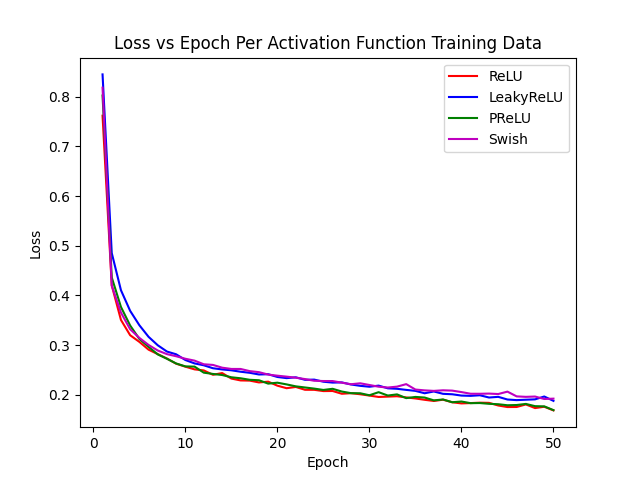 Loss vs Epoch Per Activation Function Training Data
ReLU
LeakyReLU
PReLU
Swish
Loss
0.8
0.7
0.6
0.5
0.4
0.3
0.2
0 10 20 30 40 50
Epoch